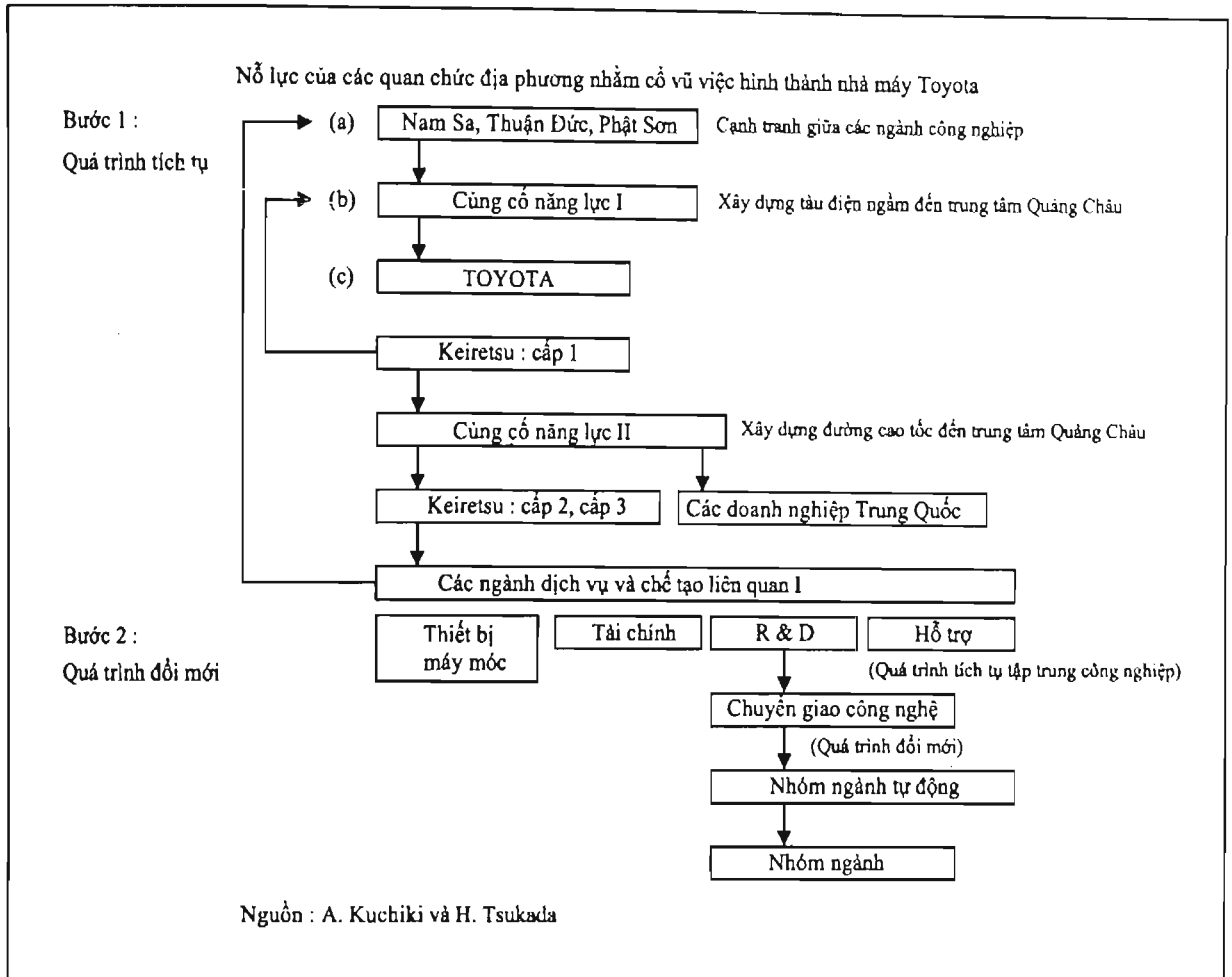 Nỗ lực của các quan chức địa phương nhằm cổ vũ việc hình thành nhà máy Toyota
Bước 1 :
Quá trình tích tụ
(a) Nam Sa, Thuận Đức, Phật Sơn Cạnh tranh giữa các ngành công nghiệp
(b) Củng cố năng lực I Xây dựng tàu điện ngầm đến trung tâm Quảng Châu
(c) TOYOTA
Keiretsu : cấp 1
Củng cố năng lực II Xây dựng đường cao tốc đến trung tâm Quảng Châu
Keiretsu : cấp 2, cấp 3 Các doanh nghiệp Trung Quốc
Các ngành dịch vụ và chế tạo liên quan I
Bước 2 :
Quá trình đổi mới
Thiết bị
máy móc
Tài chính R & D Hỗ trợ
(Quá trình tích tụ tập trung công nghiệp)
Chuyển giao công nghệ
(Quá trình đổi mới)
Nhóm ngành tự động
Nhóm ngành
Nguồn : A. Kuchiki và H. Tsukada